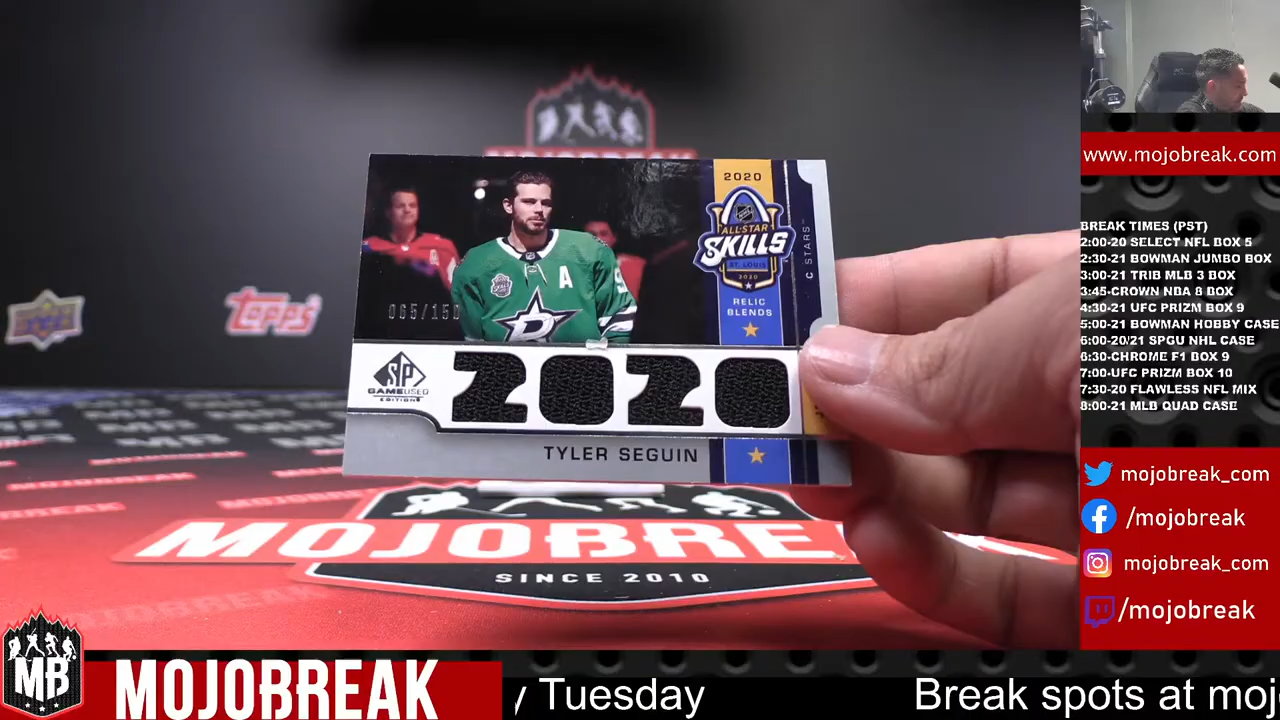 www.mojobreak.com
BREAK TIMES (PST)
2:00-20 SELECT NFL BOX 5
2:30-21 BOWMAN JUMBO BOX
3:00-21 TRIB MLB 3 BOX
3:45-CROWN NBA 8 BOX
4:30-21 UFC PRIZM BOX 9
5:00-21 BOWMAN HOBBY CASE
6:00-20/21 SPGU NHL CASE
6:30-CHROME F1 BOX 9
7:00-UFC PRIZM BOX 10
7:30-20 FLAWLESS NFL MIX
8:00-21 MLB QUAD CASE
mojobreak_com
/mojobreak
mojobreak_com
/mojobreak
MOJOBREAK
topps
2020
ALL-STAR
SKILLS
ST. LOUIS
2020
RELIC
BLENDS
C STARS
A
065/150
SP
GAME USED
EDITION
2020
TYLER SEGUIN
MOJOBREA
SINCE 2010
MB
MOJOBREAK
y Tuesday
Break spots at moj